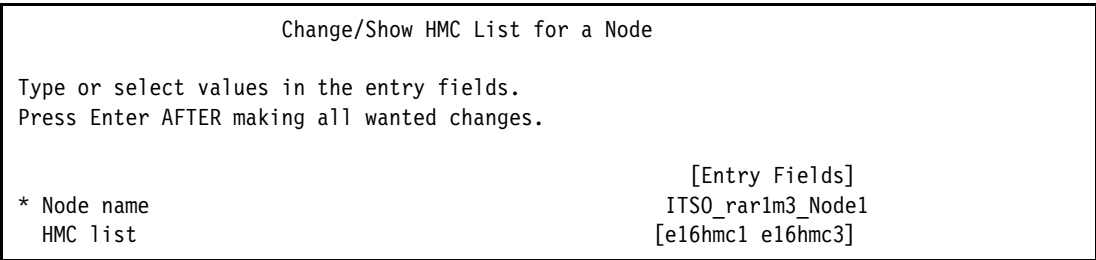 Change/Show HMC List for a Node
Type or select values in the entry fields.
Press Enter AFTER making all wanted changes.
[Entry Fields]
* Node name ITSO_rar1m3_Node1
HMC list [e16hmc1 e16hmc3]